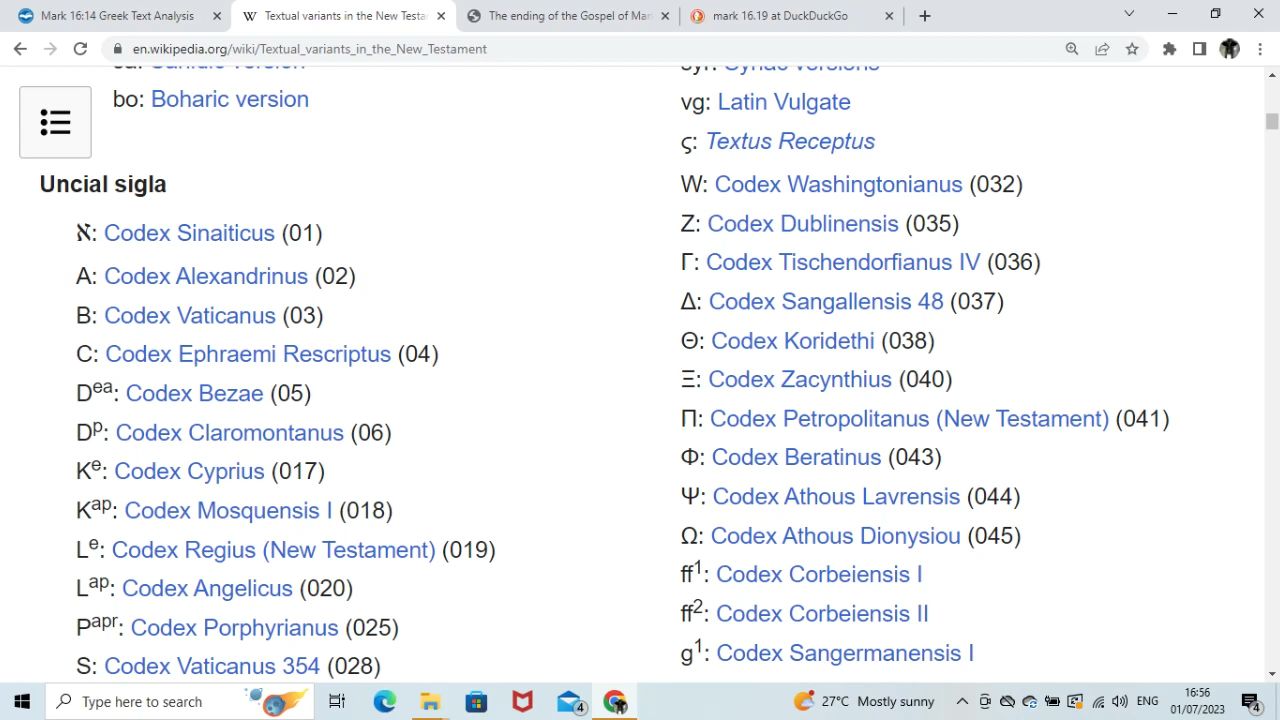 Mark 16:14 Greek Text Analysis
Textual variants in the New Testa
The ending of the Gospel of Mar
mark 16.19 at DuckDuckGo
en.wikipedia.org/wiki/Textual_variants_in_the_New_Testament
bo: Boharic version
Uncial sigla
א: Codex Sinaiticus (01)
A: Codex Alexandrinus (02)
B: Codex Vaticanus (03)
C: Codex Ephraemi Rescriptus (04)
Dea: Codex Bezae (05)
Dp: Codex Claromontanus (06)
Ke: Codex Cyprius (017)
Kap: Codex Mosquensis I (018)
Le: Codex Regius (New Testament) (019)
Lap: Codex Angelicus (020)
Papr: Codex Porphyrianus (025)
S: Codex Vaticanus 354 (028)
syr: Syriac versions
vg: Latin Vulgate
ς: Textus Receptus
W: Codex Washingtonianus (032)
Z: Codex Dublinensis (035)
Γ: Codex Tischendorfianus IV (036)
Δ: Codex Sangallensis 48 (037)
Θ: Codex Koridethi (038)
Ξ: Codex Zacynthius (040)
Π: Codex Petropolitanus (New Testament) (041)
Φ: Codex Beratinus (043)
Ψ: Codex Athous Lavrensis (044)
Ω: Codex Athous Dionysiou (045)
ff1: Codex Corbeiensis I
ff2: Codex Corbeiensis II
g1: Codex Sangermanensis I
Type here to search
4
27°C Mostly sunny
ENG
16:56
01/07/2023
4